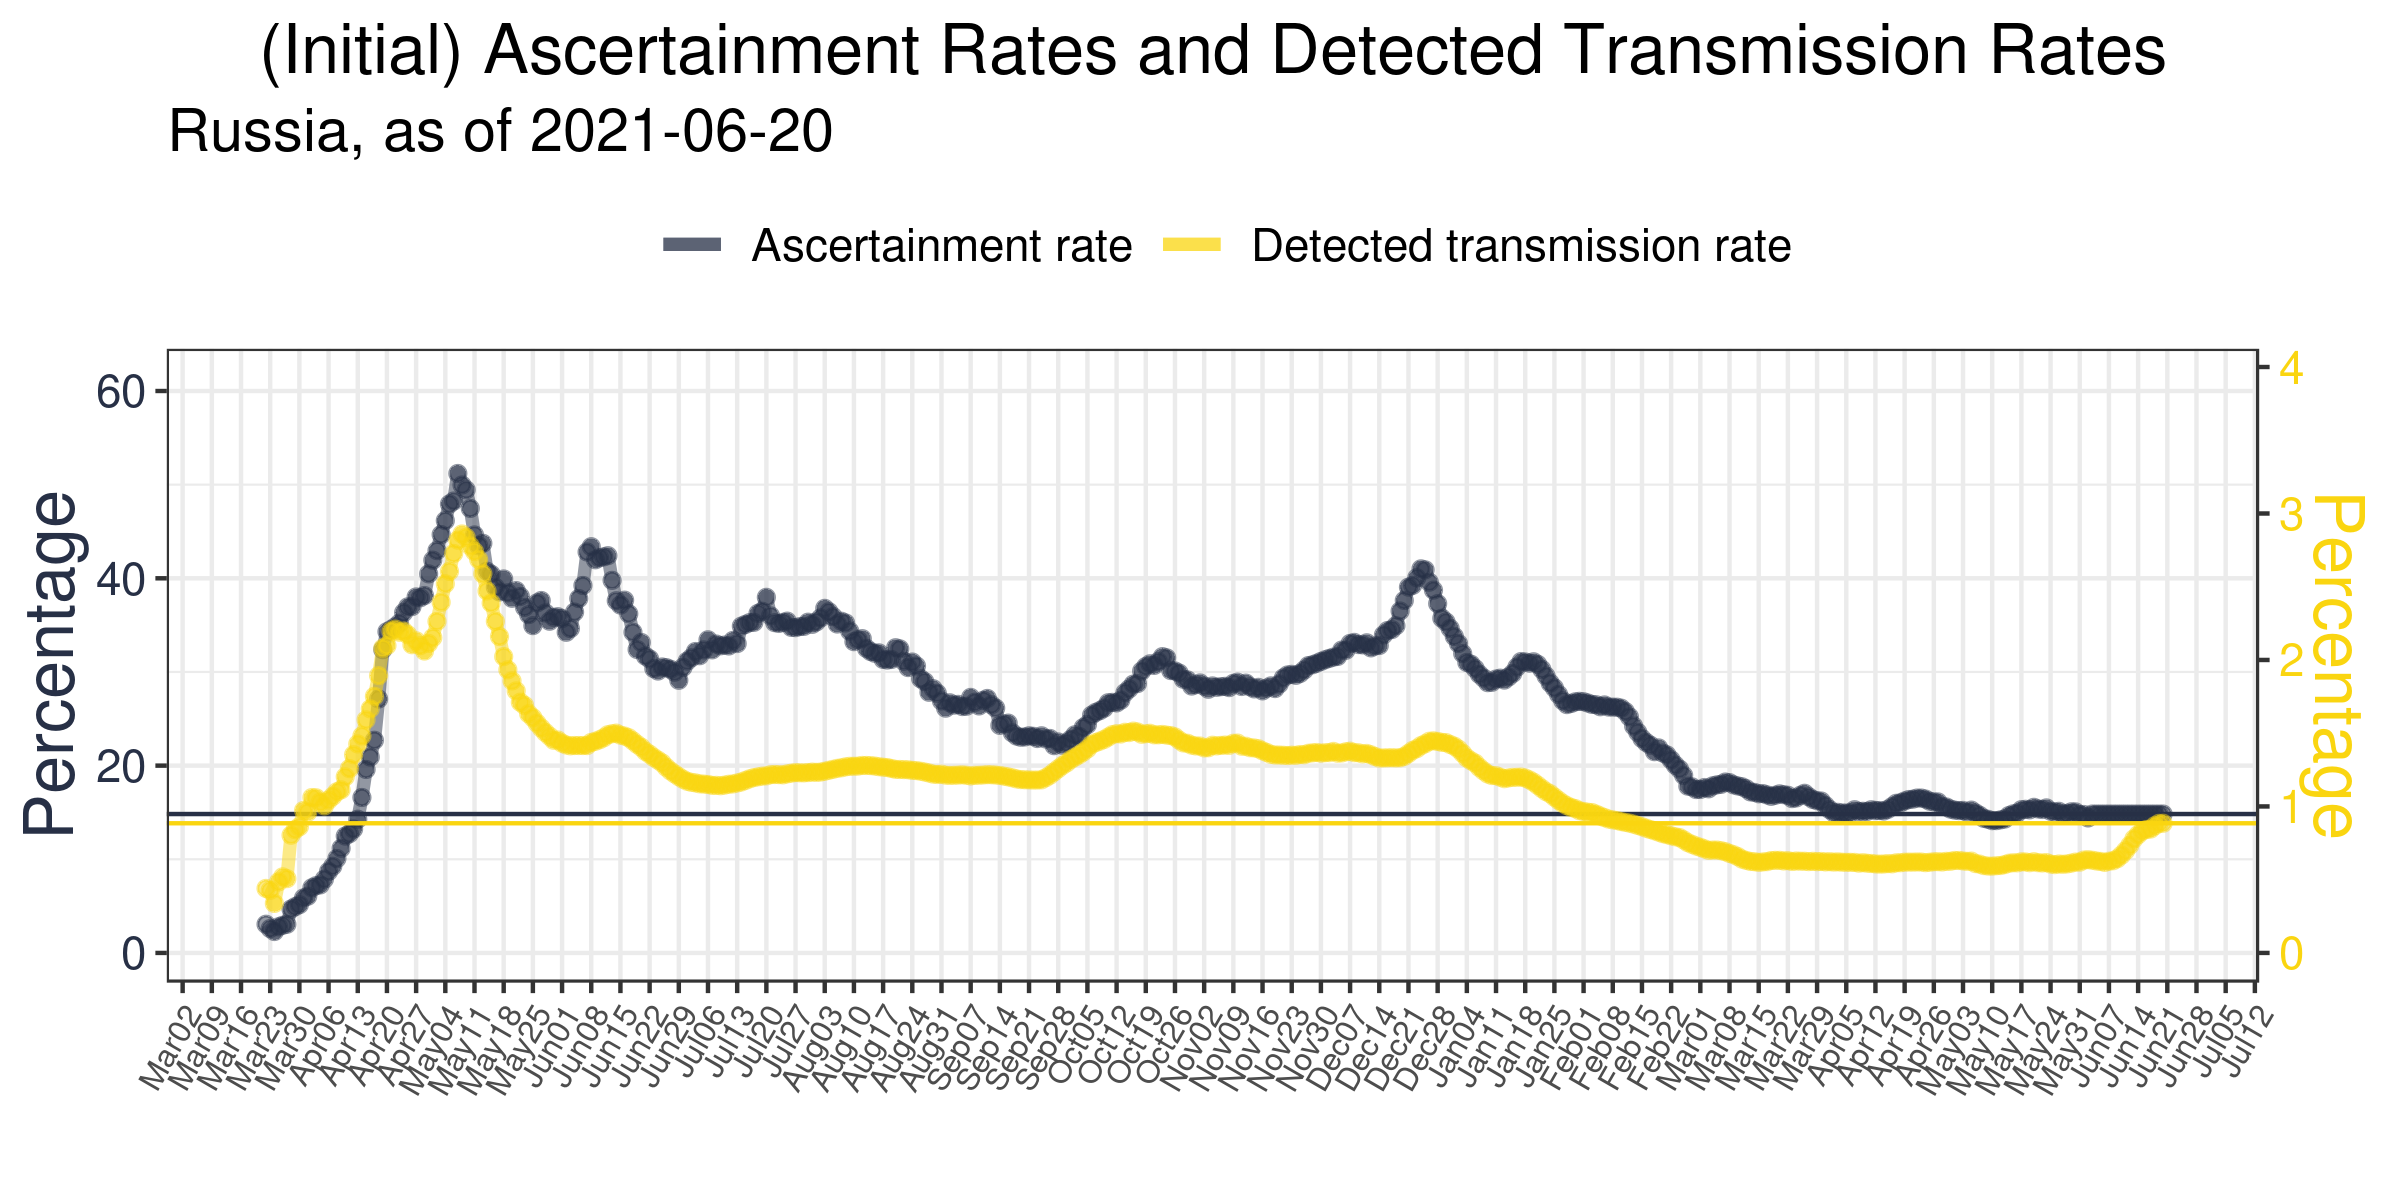 (Initial) Ascertainment Rates and Detected Transmission Rates
Russia, as of 2021-06-20
Ascertainment rate Detected transmission rate
Percentage
60
40
20
0
4
3
2
1
0
Percentage
Mar02 Mar09 Mar16 Mar23 Mar30 Apr06 Apr13 Apr20 Apr27 May04 May11 May18 May25 Jun01 Jun08 Jun15 Jun22 Jun29 Jul06 Jul13 Jul20 Jul27 Aug03 Aug10 Aug17 Aug24 Aug31 Sep07 Sep14 Sep21 Sep28 Oct05 Oct12 Oct19 Oct26 Nov02 Nov09 Nov16 Nov23 Nov30 Dec07 Dec14 Dec21 Dec28 Jan04 Jan11 Jan18 Jan25 Feb01 Feb08 Feb15 Feb22 Mar01 Mar08 Mar15 Mar22 Mar29 Apr05 Apr12 Apr19 Apr26 May03 May10 May17 May24 May31 Jun07 Jun14 Jun21 Jun28 Jul05 Jul12